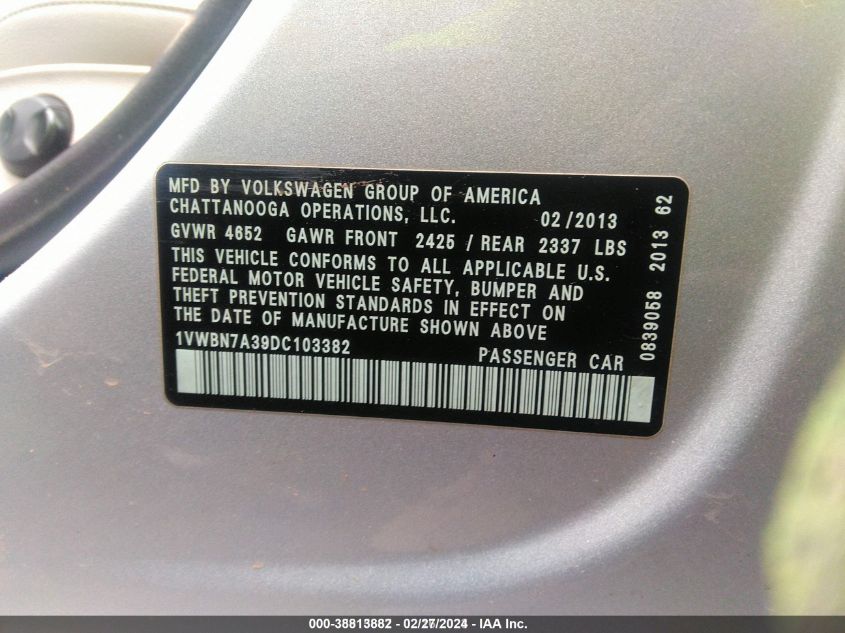 MFD BY VOLKSWAGEN GROUP OF AMERICA
CHATTANOOGA OPERATIONS, LLC. 02/2013
GVWR 4652 GAWR FRONT 2425 / REAR 2337 LBS
THIS VEHICLE CONFORMS TO ALL APPLICABLE U.S.
FEDERAL MOTOR VEHICLE SAFETY, BUMPER AND
THEFT PREVENTION STANDARDS IN EFFECT ON
THE DATE OF MANUFACTURE SHOWN ABOVE
1VWBN7A39DC103382 PASSENGER CAR
0839058 2013 62
000-38813882 - 02/27/2024 - IAA Inc.